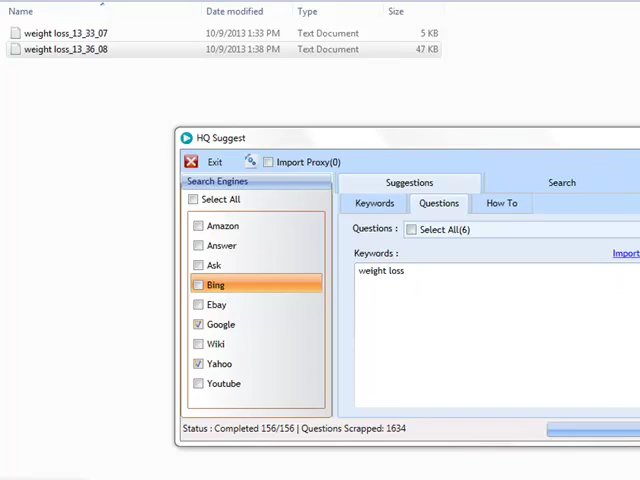 Name Date modified Type Size
weight loss_13_33_07 10/9/2013 1:33 PM Text Document 5 KB
weight loss_13_36_08 10/9/2013 1:38 PM Text Document 47 KB
HQ Suggest
Exit Import Proxy(0)
Search Engines
Select All
Amazon
Answer
Ask
Bing
Ebay
Google
Wiki
Yahoo
Youtube
Suggestions Search
Keywords Questions How To
Questions : Select All(6)
Keywords : Import
weight loss
Status : Completed 156/156 | Questions Scrapped: 1634